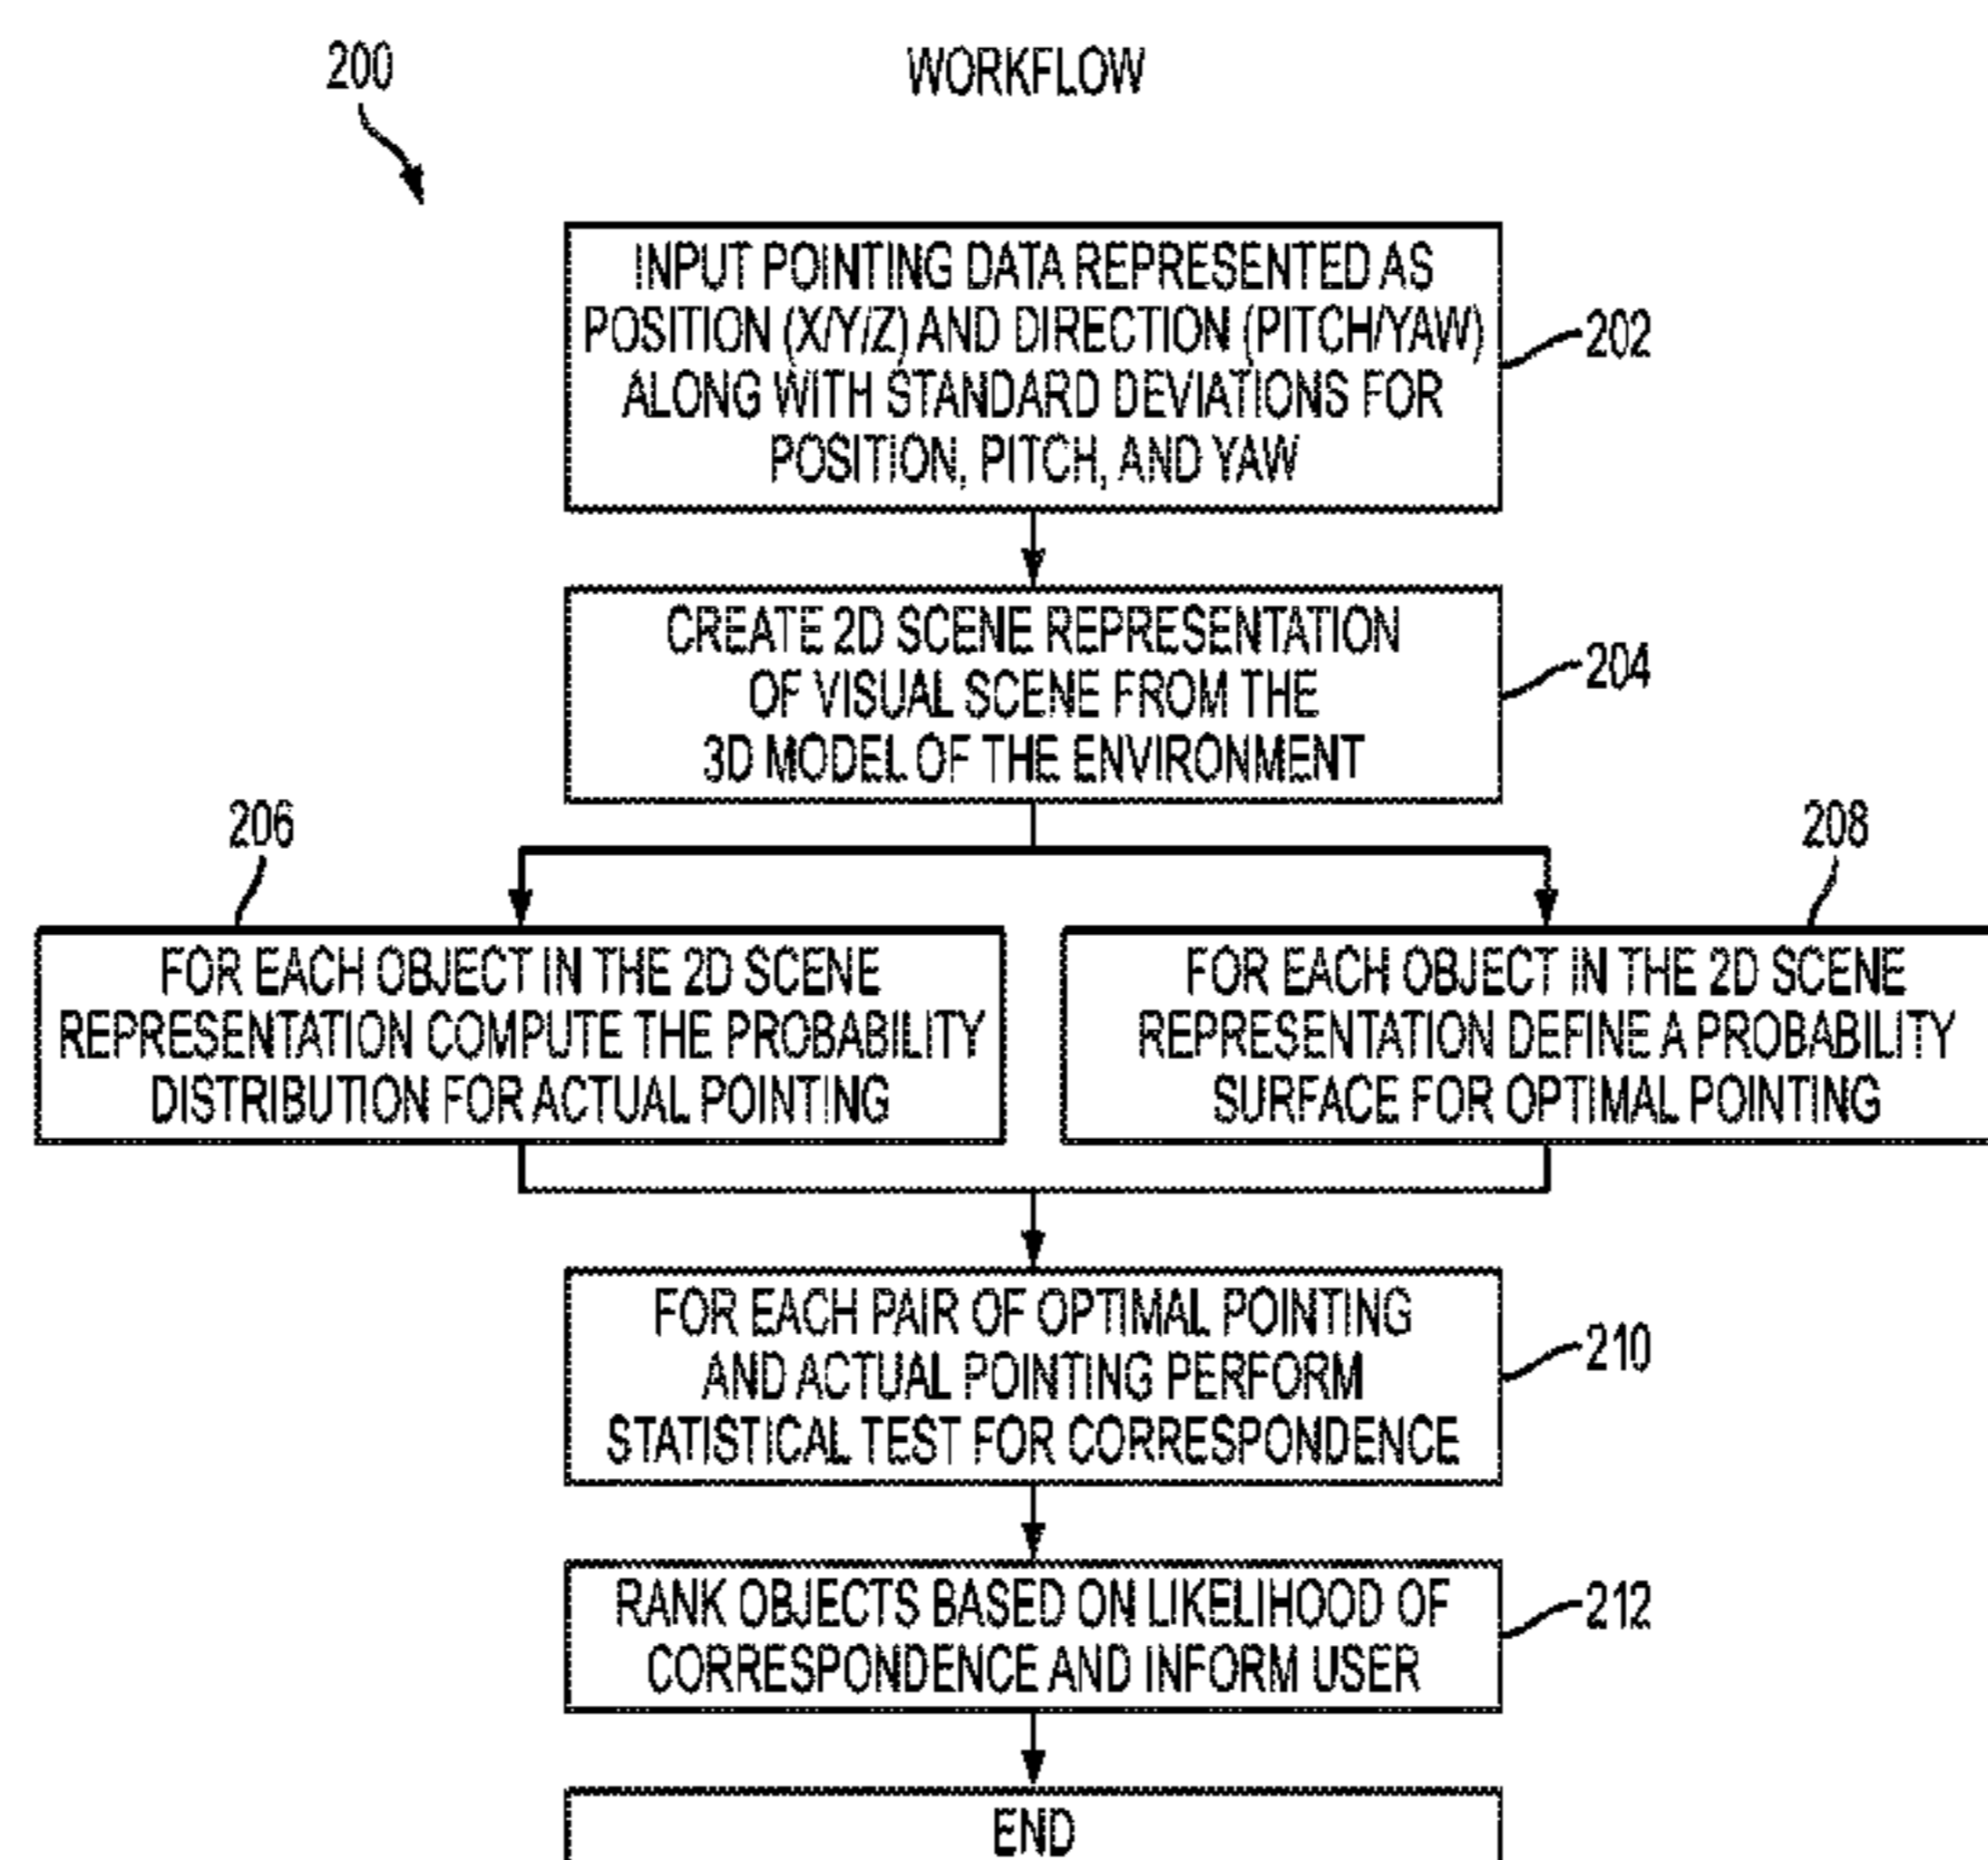 200
WORKFLOW
INPUT POINTING DATA REPRESENTED AS
POSITION (X/Y/Z) AND DIRECTION (PITCH/YAW)
ALONG WITH STANDARD DEVIATIONS FOR
POSITION, PITCH, AND YAW
202
CREATE 2D SCENE REPRESENTATION
OF VISUAL SCENE FROM THE
3D MODEL OF THE ENVIRONMENT
204
206
FOR EACH OBJECT IN THE 2D SCENE
REPRESENTATION COMPUTE THE PROBABILITY
DISTRIBUTION FOR ACTUAL POINTING
208
FOR EACH OBJECT IN THE 2D SCENE
REPRESENTATION DEFINE A PROBABILITY
SURFACE FOR OPTIMAL POINTING
FOR EACH PAIR OF OPTIMAL POINTING
AND ACTUAL POINTING PERFORM
STATISTICAL TEST FOR CORRESPONDENCE
210
RANK OBJECTS BASED ON LIKELIHOOD OF
CORRESPONDENCE AND INFORM USER
212
END